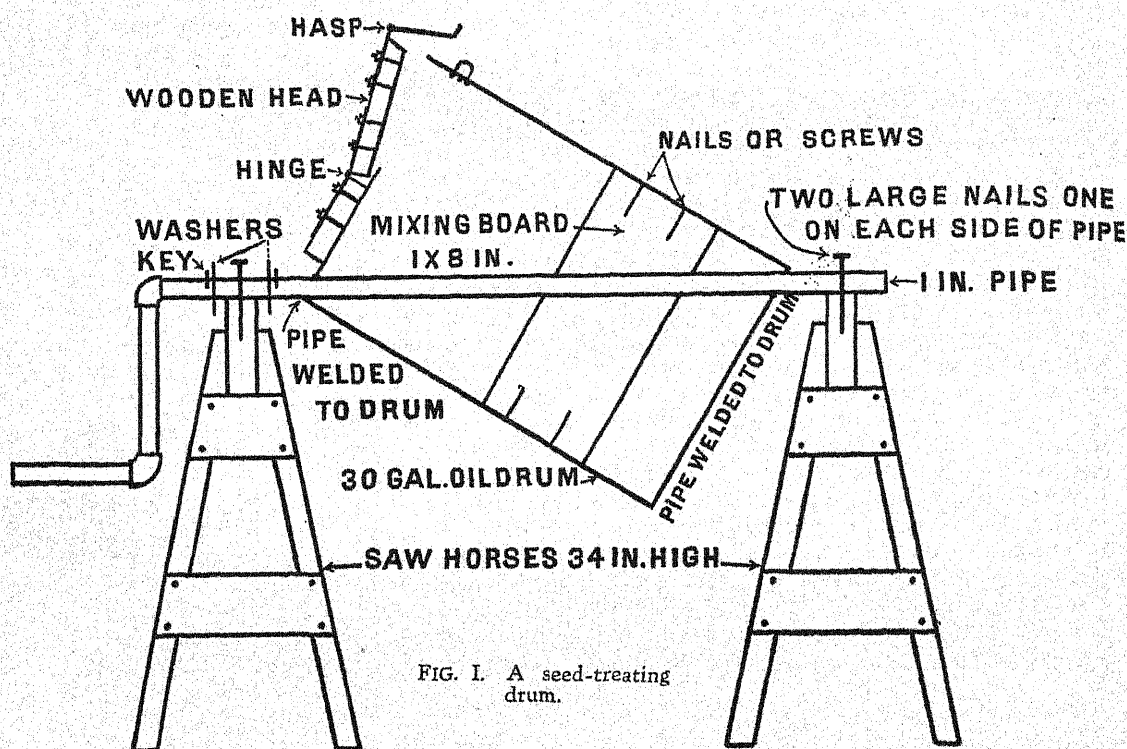 HASP
WOODEN HEAD
HINGE
WASHERS
KEY
MIXING BOARD
1X8 IN.
NAILS OR SCREWS
TWO LARGE NAILS ONE
ON EACH SIDE OF PIPE
1 IN. PIPE
PIPE
WELDED
TO DRUM
30 GAL.OILDRUM
PIPE WELDED TO DRUM
SAW HORSES 34 IN.HIGH
FIG. I. A seed-treating
drum.